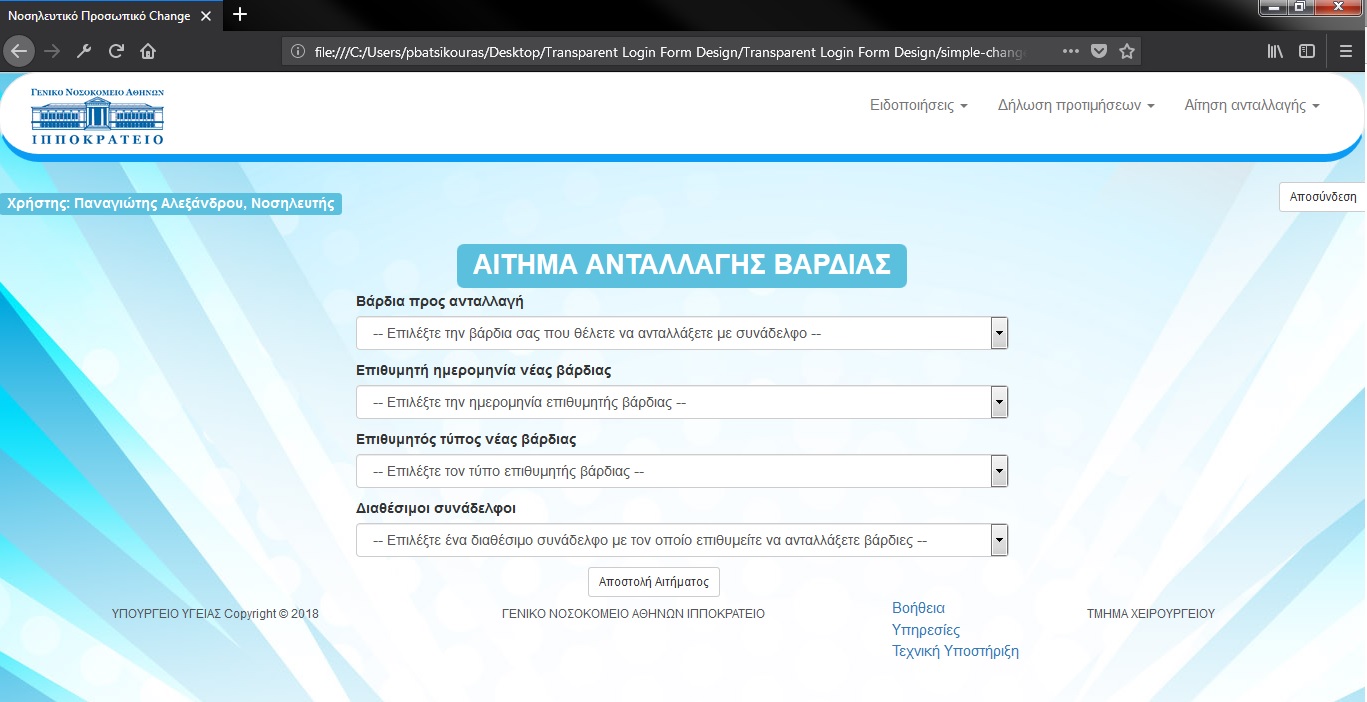 Νοσηλευτικό Προσωπικό Change
file:///C:/Users/pbatsikouras/Desktop/Transparent Login Form Design/Transparent Login Form Design/simple-chang
ΓΕΝΙΚΟ ΝΟΣΟΚΟΜΕΙΟ ΑΘΗΝΩΝ
ΙΠΠΟΚΡΑΤΕΙΟ
Ειδοποιήσεις Δήλωση προτιμήσεων Αίτηση ανταλλαγής
Χρήστης: Παναγιώτης Αλεξάνδρου, Νοσηλευτής
Αποσύνδεση
ΑΙΤΗΜΑ ΑΝΤΑΛΛΑΓΗΣ ΒΑΡΔΙΑΣ
Βάρδια προς ανταλλαγή
-- Επιλέξτε την βάρδια σας που θέλετε να ανταλλάξετε με συνάδελφο --
Επιθυμητή ημερομηνία νέας βάρδιας
-- Επιλέξτε την ημερομηνία επιθυμητής βάρδιας --
Επιθυμητός τύπος νέας βάρδιας
-- Επιλέξτε τον τύπο επιθυμητής βάρδιας --
Διαθέσιμοι συνάδελφοι
-- Επιλέξτε ένα διαθέσιμο συνάδελφο με τον οποίο επιθυμείτε να ανταλλάξετε βάρδιες --
Αποστολή Αιτήματος
ΥΠΟΥΡΓΕΙΟ ΥΓΕΙΑΣ Copyright © 2018
ΓΕΝΙΚΟ ΝΟΣΟΚΟΜΕΙΟ ΑΘΗΝΩΝ ΙΠΠΟΚΡΑΤΕΙΟ
Βοήθεια
Υπηρεσίες
Τεχνική Υποστήριξη
ΤΜΗΜΑ ΧΕΙΡΟΥΡΓΕΙΟΥ